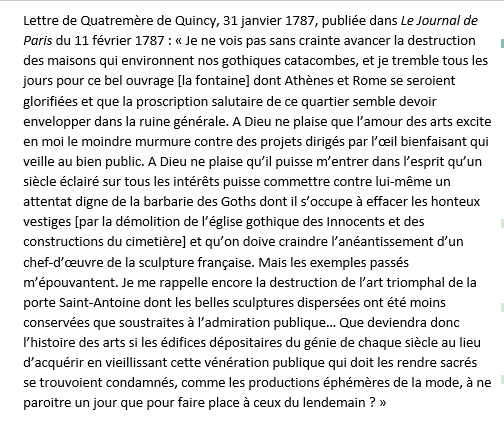 Lettre de Quatremère de Quincy, 31 janvier 1787, publiée dans Le Journal de
Paris du 11 février 1787 : « Je ne vois pas sans crainte avancer la destruction
des maisons qui environnent nos gothiques catacombes, et je tremble tous les
jours pour ce bel ouvrage [la fontaine] dont Athènes et Rome se seroient
glorifiées et que la proscription salutaire de ce quartier semble devoir
envelopper dans la ruine générale. A Dieu ne plaise que l’amour des arts excite
en moi le moindre murmure contre des projets dirigés par l’œil bienfaisant qui
veille au bien public. A Dieu ne plaise qu’il puisse m’entrer dans l’esprit qu’un
siècle éclairé sur tous les intérêts puisse commettre contre lui-même un
attentat digne de la barbarie des Goths dont il s’occupe à effacer les honteux
vestiges [par la démolition de l’église gothique des Innocents et des
constructions du cimetière] et qu’on doive craindre l’anéantissement d’un
chef-d’œuvre de la sculpture française. Mais les exemples passés
m’épouvantent. Je me rappelle encore la destruction de l’art triomphal de la
porte Saint-Antoine dont les belles sculptures dispersées ont été moins
conservées que soustraites à l’admiration publique… Que deviendra donc
l’histoire des arts si les édifices dépositaires du génie de chaque siècle au lieu
d’acquérir en vieillissant cette vénération publique qui doit les rendre sacrés
se trouvoient condamnés, comme les productions éphémères de la mode, à ne
paroitre un jour que pour faire place à ceux du lendemain ? »